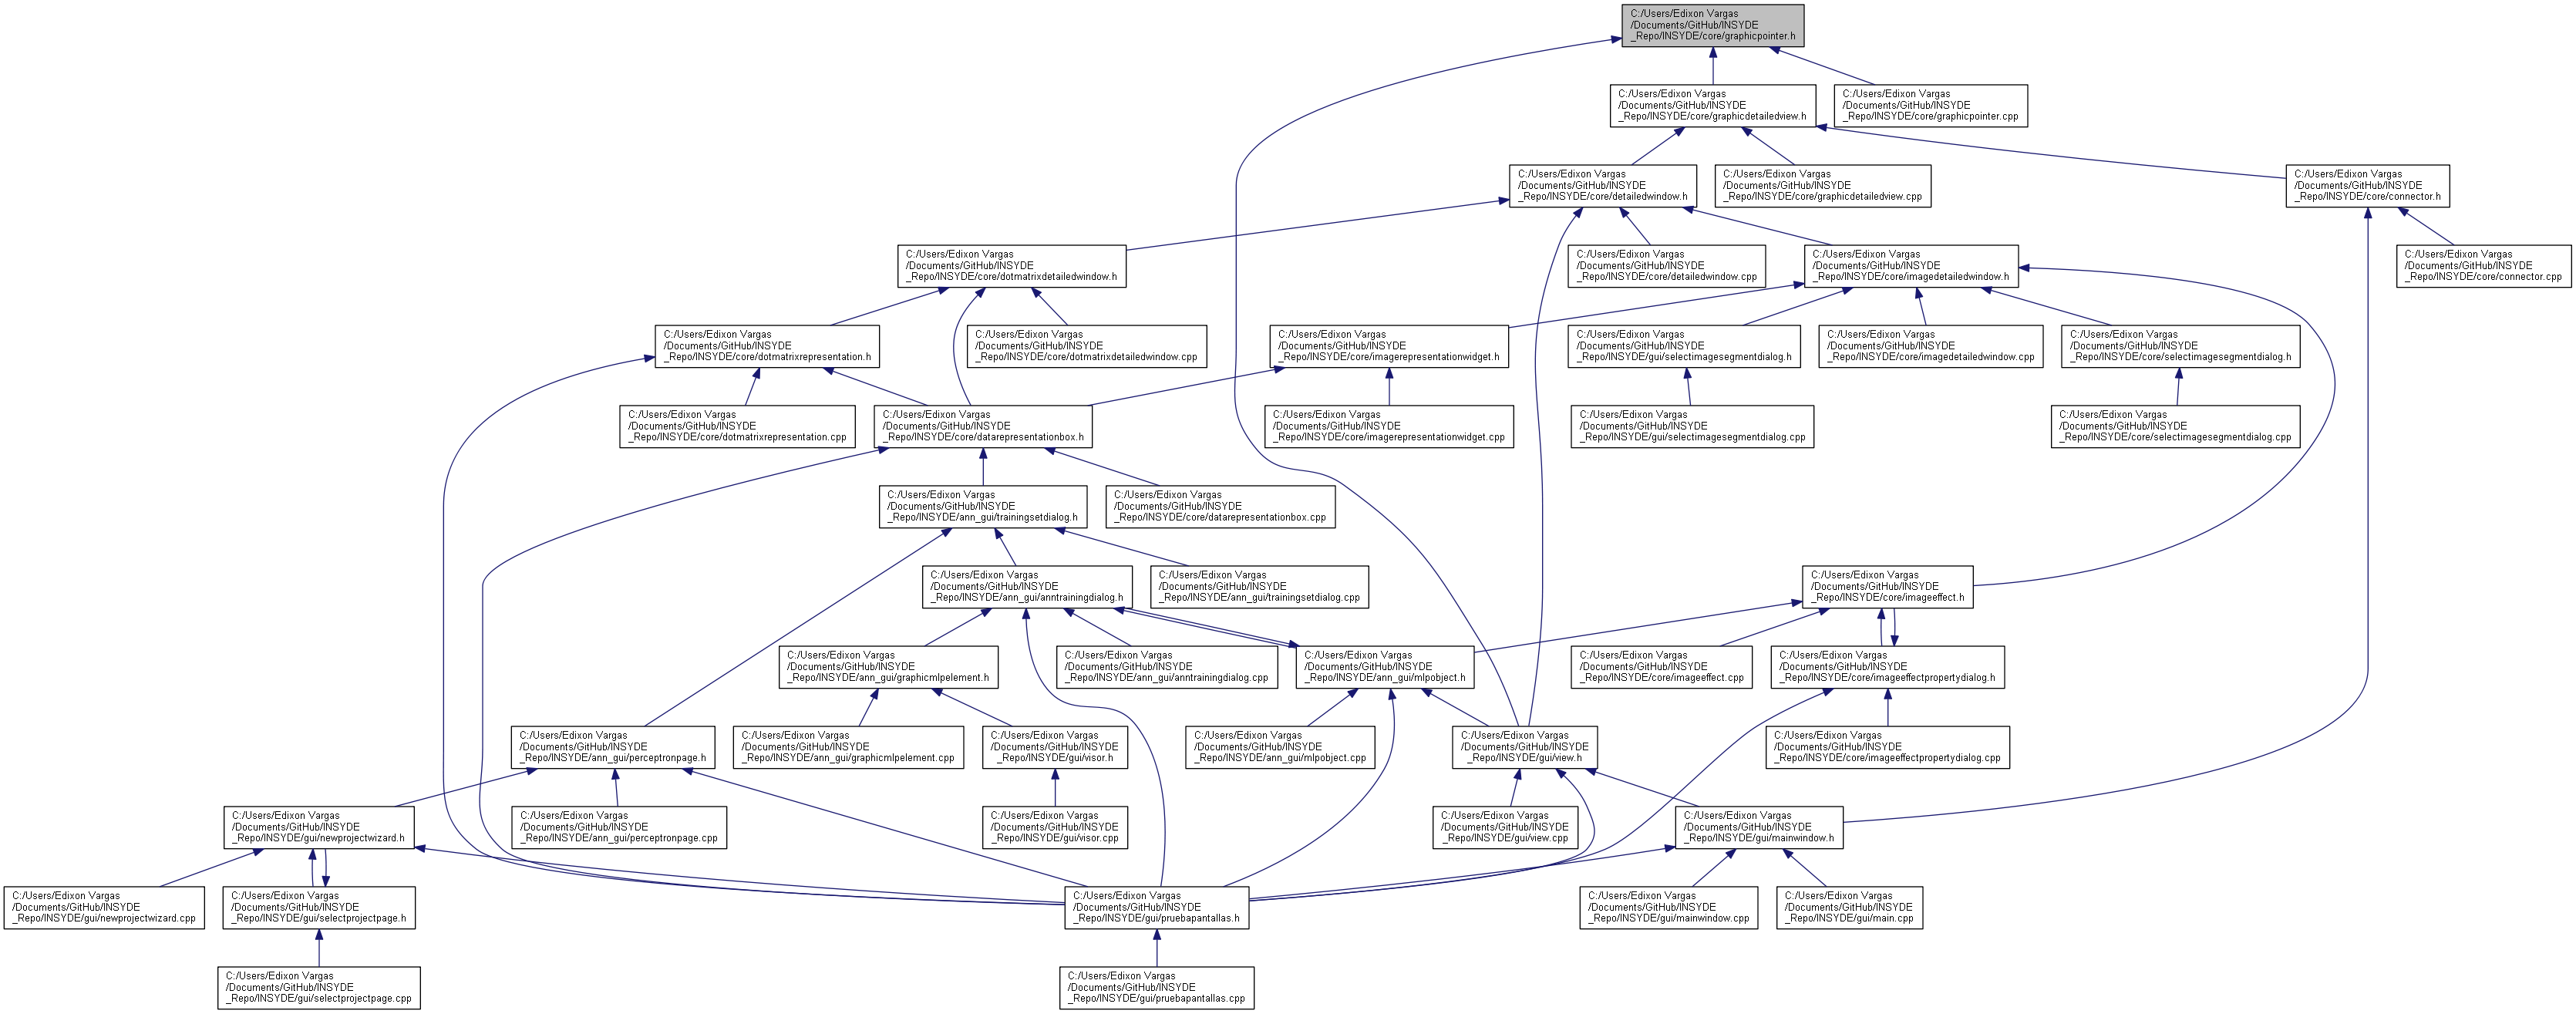 C:/Users/Edixon Vargas
/Documents/GitHub/INSYDE
_Repo/INSYDE/core/graphicpointer.h
C:/Users/Edixon Vargas
/Documents/GitHub/INSYDE
_Repo/INSYDE/core/graphicdetailedview.h
C:/Users/Edixon Vargas
/Documents/GitHub/INSYDE
_Repo/INSYDE/core/graphicpointer.cpp
C:/Users/Edixon Vargas
/Documents/GitHub/INSYDE
_Repo/INSYDE/core/detailedwindow.h
C:/Users/Edixon Vargas
/Documents/GitHub/INSYDE
_Repo/INSYDE/core/graphicdetailedview.cpp
C:/Users/Edixon Vargas
/Documents/GitHub/INSYDE
_Repo/INSYDE/core/connector.h
C:/Users/Edixon Vargas
/Documents/GitHub/INSYDE
_Repo/INSYDE/core/dotmatrixdetailedwindow.h
C:/Users/Edixon Vargas
/Documents/GitHub/INSYDE
_Repo/INSYDE/core/detailedwindow.cpp
C:/Users/Edixon Vargas
/Documents/GitHub/INSYDE
_Repo/INSYDE/core/imagedetailedwindow.h
C:/Users/Edixon Vargas
/Documents/GitHub/INSYDE
_Repo/INSYDE/core/connector.cpp
C:/Users/Edixon Vargas
/Documents/GitHub/INSYDE
_Repo/INSYDE/core/dotmatrixrepresentation.h
C:/Users/Edixon Vargas
/Documents/GitHub/INSYDE
_Repo/INSYDE/core/dotmatrixdetailedwindow.cpp
C:/Users/Edixon Vargas
/Documents/GitHub/INSYDE
_Repo/INSYDE/core/imagerepresentationwidget.h
C:/Users/Edixon Vargas
/Documents/GitHub/INSYDE
_Repo/INSYDE/gui/selectimagesegmentdialog.h
C:/Users/Edixon Vargas
/Documents/GitHub/INSYDE
_Repo/INSYDE/core/imagedetailedwindow.cpp
C:/Users/Edixon Vargas
/Documents/GitHub/INSYDE
_Repo/INSYDE/core/selectimagesegmentdialog.h
C:/Users/Edixon Vargas
/Documents/GitHub/INSYDE
_Repo/INSYDE/core/dotmatrixrepresentation.cpp
C:/Users/Edixon Vargas
/Documents/GitHub/INSYDE
_Repo/INSYDE/core/datarepresentationbox.h
C:/Users/Edixon Vargas
/Documents/GitHub/INSYDE
_Repo/INSYDE/core/imagerepresentationwidget.cpp
C:/Users/Edixon Vargas
/Documents/GitHub/INSYDE
_Repo/INSYDE/gui/selectimagesegmentdialog.cpp
C:/Users/Edixon Vargas
/Documents/GitHub/INSYDE
_Repo/INSYDE/core/selectimagesegmentdialog.cpp
C:/Users/Edixon Vargas
/Documents/GitHub/INSYDE
_Repo/INSYDE/ann_gui/trainingsetdialog.h
C:/Users/Edixon Vargas
/Documents/GitHub/INSYDE
_Repo/INSYDE/core/datarepresentationbox.cpp
C:/Users/Edixon Vargas
/Documents/GitHub/INSYDE
_Repo/INSYDE/ann_gui/anntrainingdialog.h
C:/Users/Edixon Vargas
/Documents/GitHub/INSYDE
_Repo/INSYDE/ann_gui/trainingsetdialog.cpp
C:/Users/Edixon Vargas
/Documents/GitHub/INSYDE
_Repo/INSYDE/core/imageeffect.h
C:/Users/Edixon Vargas
/Documents/GitHub/INSYDE
_Repo/INSYDE/ann_gui/graphicmlpelement.h
C:/Users/Edixon Vargas
/Documents/GitHub/INSYDE
_Repo/INSYDE/ann_gui/anntrainingdialog.cpp
C:/Users/Edixon Vargas
/Documents/GitHub/INSYDE
_Repo/INSYDE/ann_gui/mlpobject.h
C:/Users/Edixon Vargas
/Documents/GitHub/INSYDE
_Repo/INSYDE/core/imageeffect.cpp
C:/Users/Edixon Vargas
/Documents/GitHub/INSYDE
_Repo/INSYDE/core/imageeffectpropertydialog.h
C:/Users/Edixon Vargas
/Documents/GitHub/INSYDE
_Repo/INSYDE/ann_gui/perceptronpage.h
C:/Users/Edixon Vargas
/Documents/GitHub/INSYDE
_Repo/INSYDE/ann_gui/graphicmlpelement.cpp
C:/Users/Edixon Vargas
/Documents/GitHub/INSYDE
_Repo/INSYDE/gui/visor.h
C:/Users/Edixon Vargas
/Documents/GitHub/INSYDE
_Repo/INSYDE/ann_gui/mlpobject.cpp
C:/Users/Edixon Vargas
/Documents/GitHub/INSYDE
_Repo/INSYDE/gui/view.h
C:/Users/Edixon Vargas
/Documents/GitHub/INSYDE
_Repo/INSYDE/core/imageeffectpropertydialog.cpp
C:/Users/Edixon Vargas
/Documents/GitHub/INSYDE
_Repo/INSYDE/gui/newprojectwizard.h
C:/Users/Edixon Vargas
/Documents/GitHub/INSYDE
_Repo/INSYDE/ann_gui/perceptronpage.cpp
C:/Users/Edixon Vargas
/Documents/GitHub/INSYDE
_Repo/INSYDE/gui/visor.cpp
C:/Users/Edixon Vargas
/Documents/GitHub/INSYDE
_Repo/INSYDE/gui/view.cpp
C:/Users/Edixon Vargas
/Documents/GitHub/INSYDE
_Repo/INSYDE/gui/mainwindow.h
C:/Users/Edixon Vargas
/Documents/GitHub/INSYDE
_Repo/INSYDE/gui/newprojectwizard.cpp
C:/Users/Edixon Vargas
/Documents/GitHub/INSYDE
_Repo/INSYDE/gui/selectprojectpage.h
C:/Users/Edixon Vargas
/Documents/GitHub/INSYDE
_Repo/INSYDE/gui/pruebapantallas.h
C:/Users/Edixon Vargas
/Documents/GitHub/INSYDE
_Repo/INSYDE/gui/mainwindow.cpp
C:/Users/Edixon Vargas
/Documents/GitHub/INSYDE
_Repo/INSYDE/gui/main.cpp
C:/Users/Edixon Vargas
/Documents/GitHub/INSYDE
_Repo/INSYDE/gui/selectprojectpage.cpp
C:/Users/Edixon Vargas
/Documents/GitHub/INSYDE
_Repo/INSYDE/gui/pruebapantallas.cpp